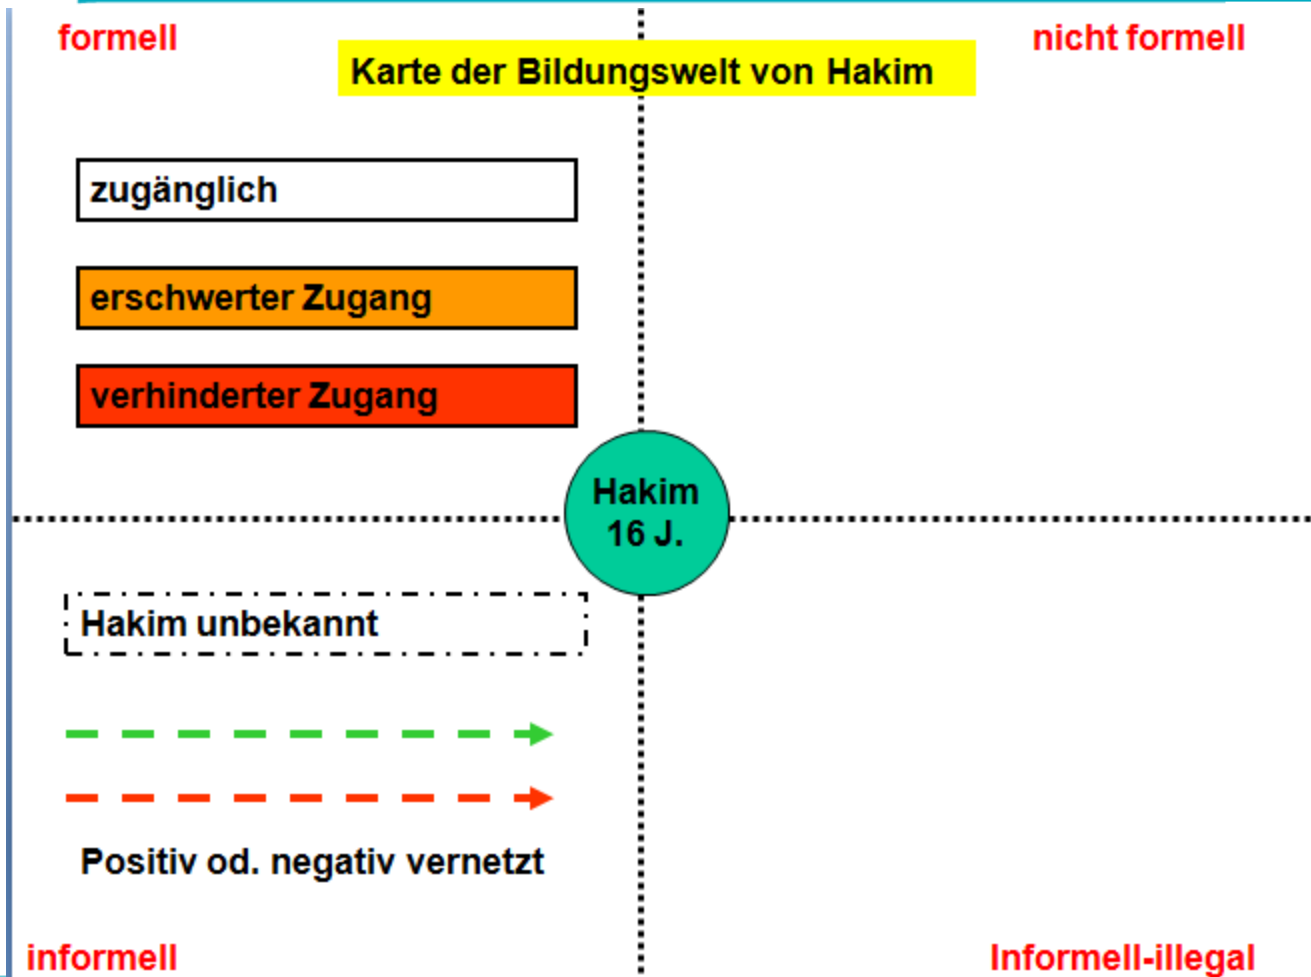 formell
nicht formell
Karte der Bildungswelt von Hakim
zugänglich
erschwerter Zugang
verhinderter Zugang
Hakim
16 J.
Hakim unbekannt
Positiv od. negativ vernetzt
informell
Informell-illegal